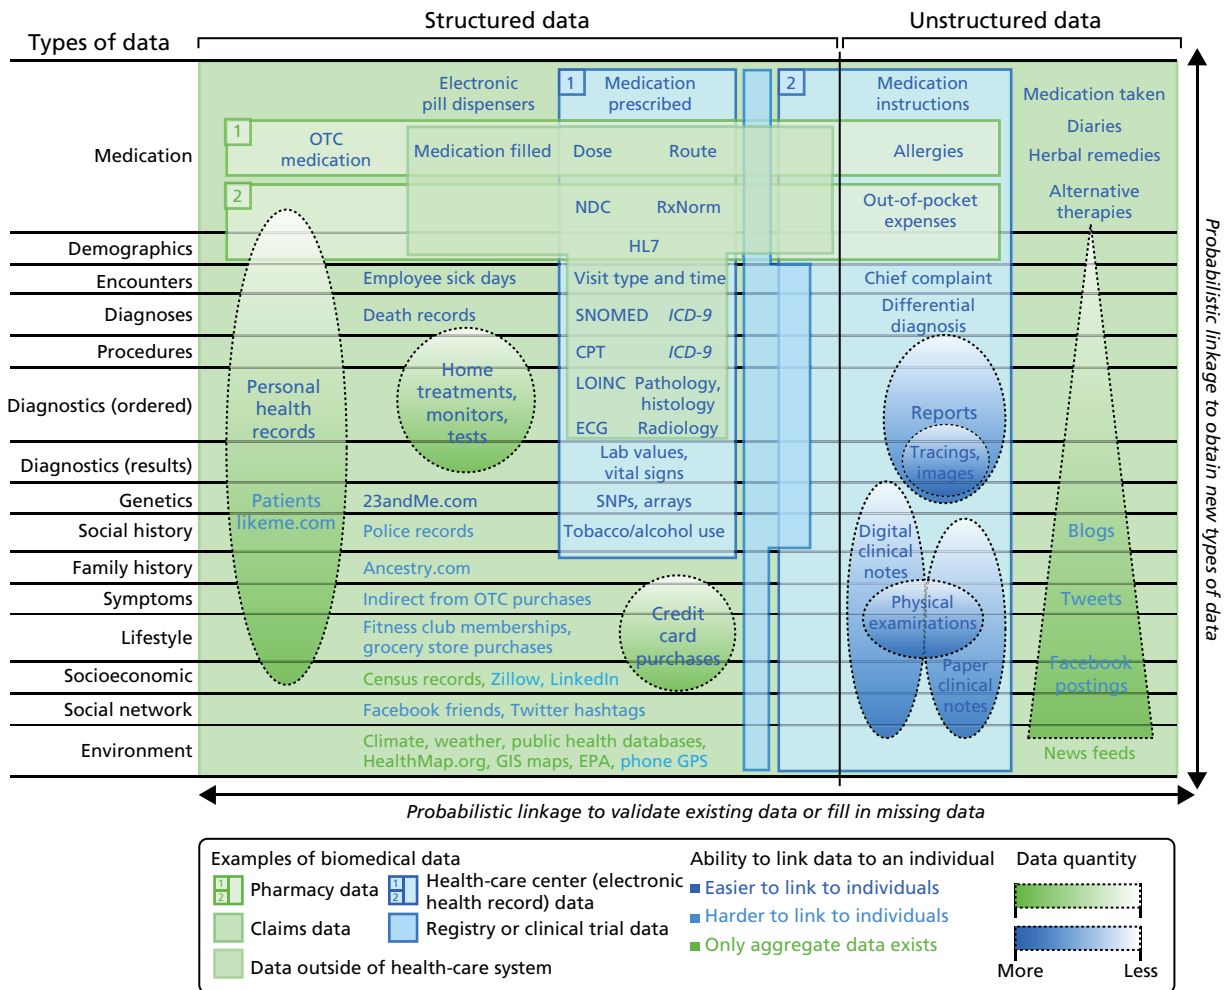 Structured data
Unstructured data
Types of data
Electronic
pill dispensers
1
Medication
prescribed
2
Medication
instructions
Medication taken
Diaries
Herbal remedies
Alternative
therapies
Medication
1
OTC
medication
Medication filled
Dose
Route
Allergies
2
NDC
RxNorm
Out-of-pocket
expenses
Demographics
HL7
Encounters
Employee sick days
Visit type and time
Chief complaint
Diagnoses
Death records
SNOMED
ICD-9
Differential
diagnosis
Procedures
CPT
ICD-9
Diagnostics (ordered)
Personal
health
records
Home
treatments,
monitors,
tests
LOINC
Pathology,
histology
ECG
Radiology
Reports
Diagnostics (results)
Lab values,
vital signs
Tracings,
images
Genetics
Patients
likeme.com
23andMe.com
SNPs, arrays
Social history
Police records
Tobacco/alcohol use
Digital
clinical
notes
Blogs
Family history
Ancestry.com
Symptoms
Indirect from OTC purchases
Physical
examinations
Tweets
Lifestyle
Fitness club memberships,
grocery store purchases
Credit
card
purchases
Socioeconomic
Census records, Zillow, LinkedIn
Paper
clinical
notes
Facebook
postings
Social network
Facebook friends, Twitter hashtags
Environment
Climate, weather, public health databases,
HealthMap.org, GIS maps, EPA, phone GPS
News feeds
Probabilistic linkage to obtain new types of data
Probabilistic linkage to validate existing data or fill in missing data
Examples of biomedical data
1
2
Pharmacy data
1
2
Health-care center (electronic
health record) data
Claims data
Registry or clinical trial data
Data outside of health-care system
Ability to link data to an individual
Easier to link to individuals
Harder to link to individuals
Only aggregate data exists
Data quantity
More
Less